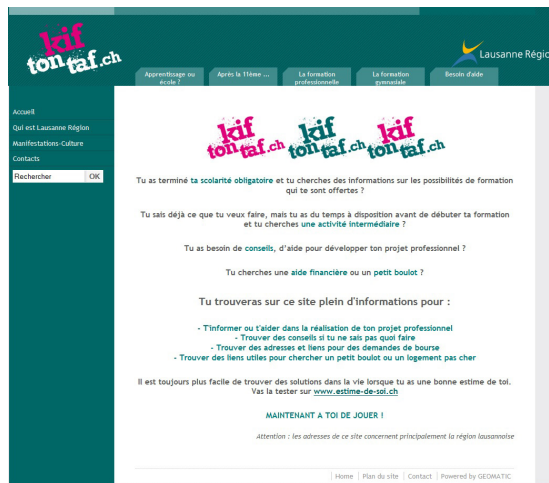 kif
ton taf.ch
Lausanne Régio
Apprentissage ou
école ?
Après la 11ème ...
La formation
professionnelle
La formation
gymnasiale
Besoin d'aide
Accueil
Qui est Lausanne Région
Manifestations-Culture
Contacts
Rechercher OK
kif
ton taf.ch
kif
ton taf.ch
kif
ton taf.ch
Tu as terminé ta scolarité obligatoire et tu cherches des informations sur les possibilités de formation
qui te sont offertes ?
Tu sais déjà ce que tu veux faire, mais tu as du temps à disposition avant de débuter ta formation
et tu cherches une activité intermédiaire ?
Tu as besoin de conseils, d'aide pour développer ton projet professionnel ?
Tu cherches une aide financière ou un petit boulot ?
Tu trouveras sur ce site plein d'informations pour :
- T'informer ou t'aider dans la réalisation de ton projet professionnel
- Trouver des conseils si tu ne sais pas quoi faire
- Trouver des adresses et liens pour des demandes de bourse
- Trouver des liens utiles pour chercher un petit boulot ou un logement pas cher
Il est toujours plus facile de trouver des solutions dans la vie lorsque tu as une bonne estime de toi.
Vas la tester sur www.estime-de-soi.ch
MAINTENANT A TOI DE JOUER !
Attention : les adresses de ce site concernent principalement la région lausannoise
Home | Plan du site | Contact | Powered by GEOMATIC